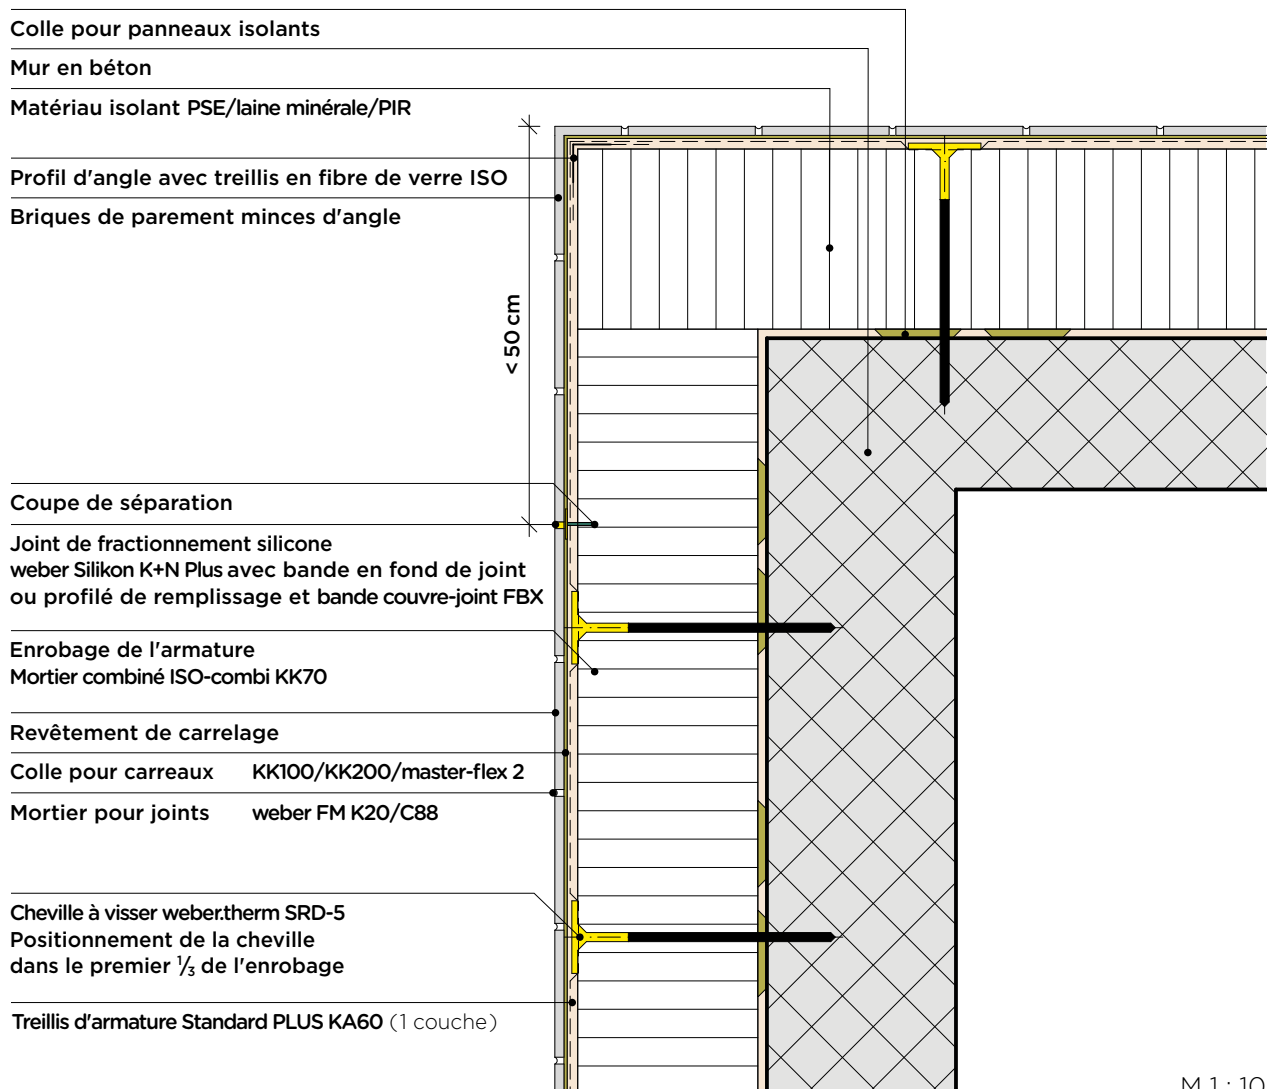 Colle pour panneaux isolants
Mur en béton
Matériau isolant PSE/laine minérale/PIR
Profil d'angle avec treillis en fibre de verre ISO
Briques de parement minces d'angle
< 50 cm
Coupe de séparation
Joint de fractionnement silicone
weber Silikon K+N Plus avec bande en fond de joint
ou profilé de remplissage et bande couvre-joint FBX
Enrobage de l'armature
Mortier combiné ISO-combi KK70
Revêtement de carrelage
Colle pour carreaux KK100/KK200/master-flex 2
Mortier pour joints weber FM K20/C88
Cheville à visser weber.therm SRD-5
Positionnement de la cheville
dans le premier 1/3 de l'enrobage
Treillis d'armature Standard PLUS KA60 (1 couche)
M 1 : 10